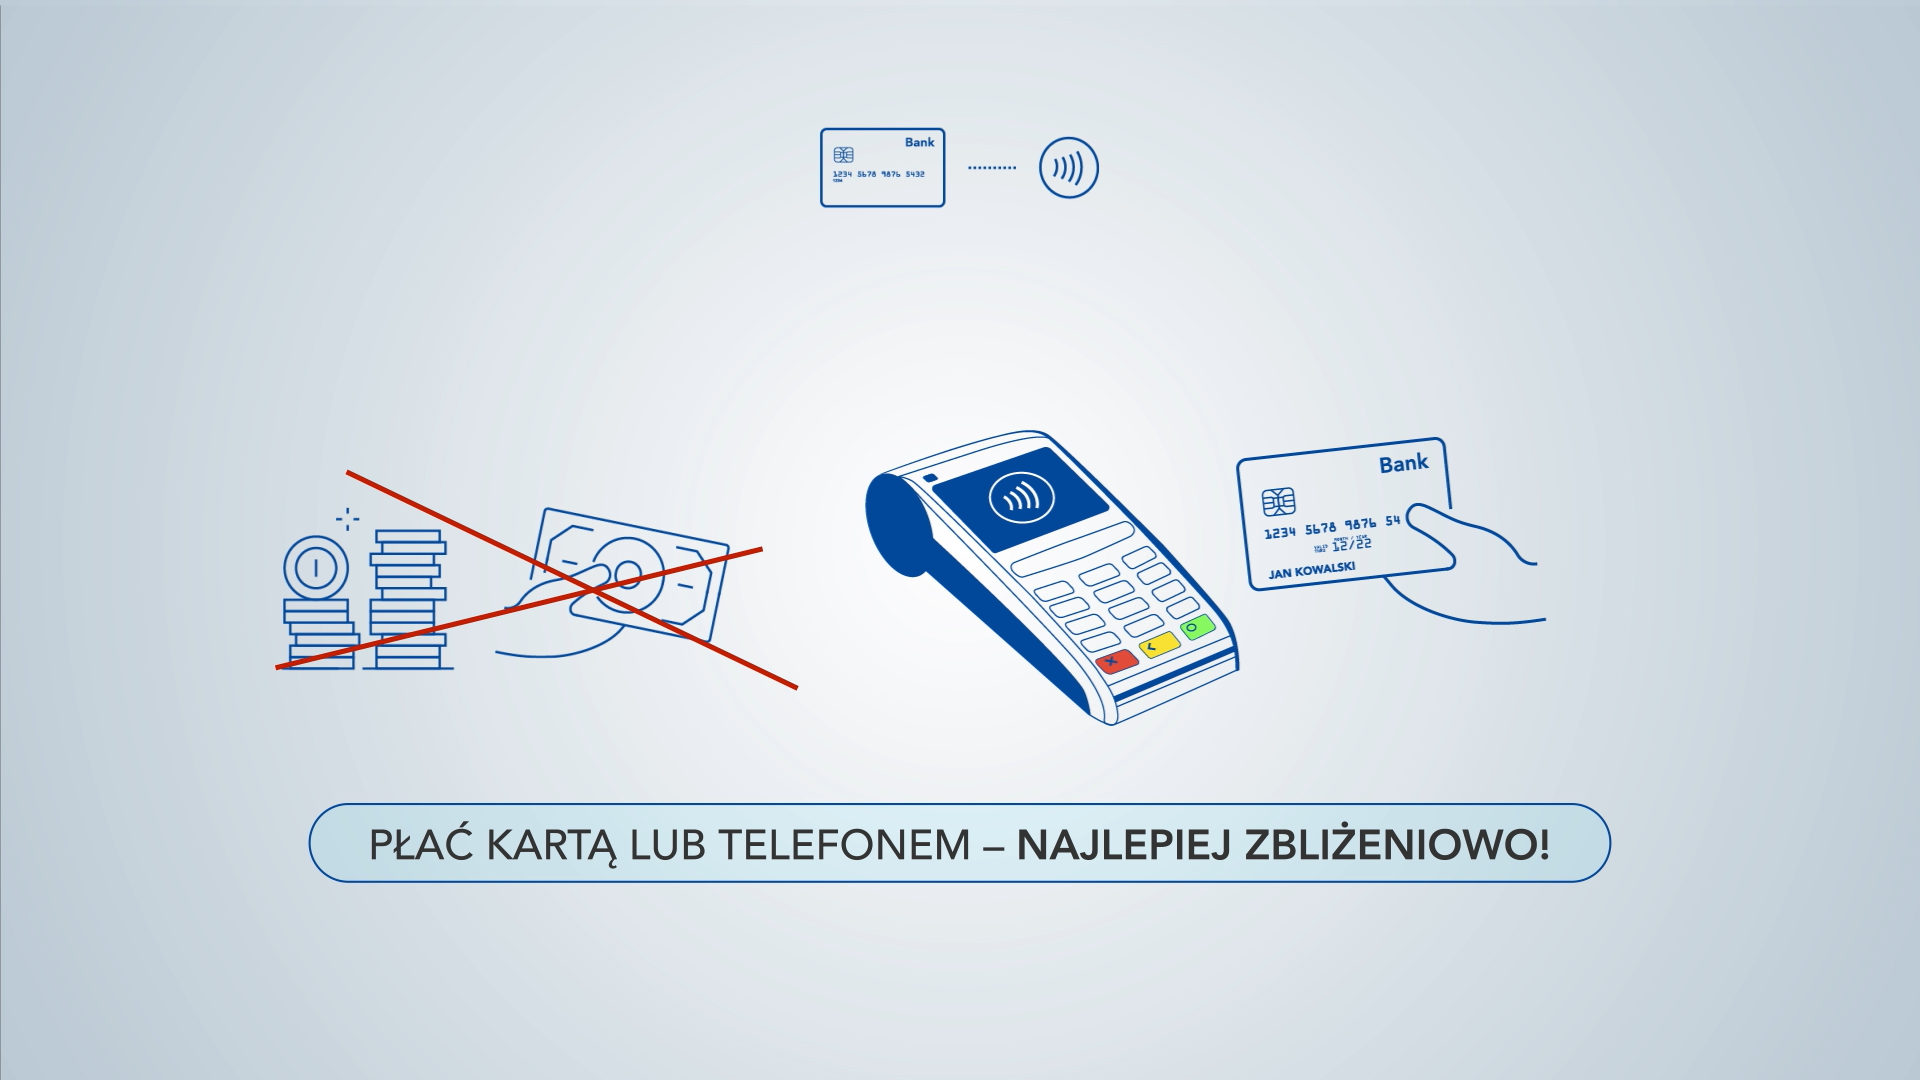 Bank
1234 5678 9876 5432
Bank
1234 5678 9876 54
12/22
JAN KOWALSKI
PŁAĆ KARTĄ LUB TELEFONEM – NAJLEPIEJ ZBLIŻENIOWO!